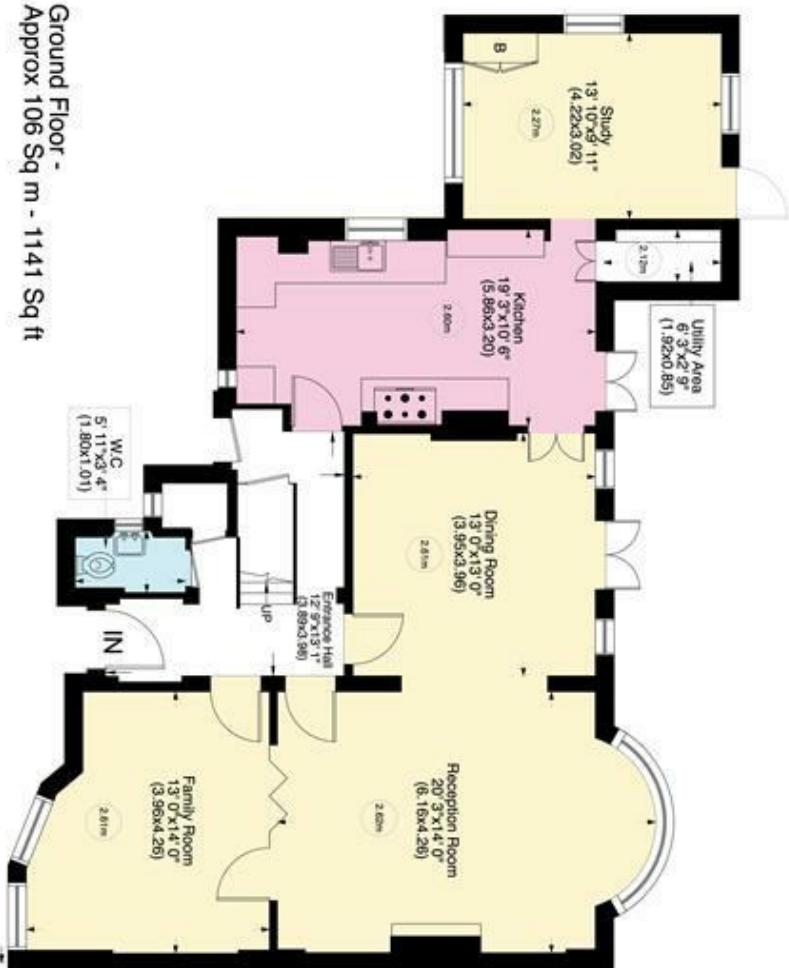 Ground Floor -
Approx 106 Sq m - 1141 Sq ft
B
Study
13' 10"x9' 11"
(4.22x3.02)
2.27m
2.12m
Utility Area
6' 3"x2' 9"
(1.92x0.85)
Kitchen
19' 3"x10' 6"
(5.86x3.20)
2.60m
W.C
5' 11"x3' 4"
(1.80x1.01)
Dining Room
13' 0"x13' 0"
(3.95x3.96)
2.61m
Entrance Hall
12' 9"x13' 1"
(3.89x3.98)
UP
IN
Reception Room
20' 3"x14' 0"
(6.16x4.26)
2.62m
Family Room
13' 0"x14' 0"
(3.96x4.26)
2.61m